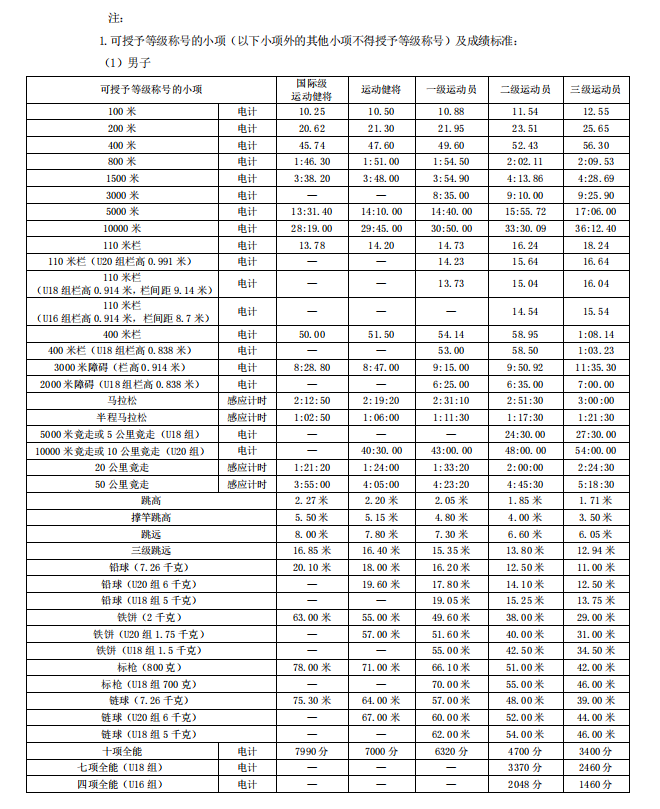 注：
1.可授予等级称号的小项（以下小项外的其他小项不得授予等级称号）及成绩标准：
（1）男子
可授予等级称号的小项 国际级运动健将 运动健将 一级运动员 二级运动员 三级运动员
100 米 电计 10.25 10.50 10.88 11.54 12.55
200 米 电计 20.62 21.30 21.95 23.51 25.65
400 米 电计 45.74 47.60 49.60 52.43 56.30
800 米 电计 1:46.30 1:51.00 1:54.50 2:02.11 2:09.53
1500 米 电计 3:38.20 3:48.00 3:54.90 4:13.86 4:28.69
3000 米 电计 — — 8:35.00 9:10.00 9:25.90
5000 米 电计 13:31.40 14:10.00 14:40.00 15:55.72 17:06.00
10000 米 电计 28:19.00 29:45.00 30:50.00 33:30.09 36:12.40
110 米栏 电计 13.78 14.20 14.73 16.24 18.24
110 米栏（U20 组栏高 0.991 米） 电计 — — 14.23 15.64 16.64
110 米栏
（U18 组栏高 0.914 米，栏间距 9.14 米） 电计 — — 13.73 15.04 16.04
110 米栏
（U16 组栏高 0.914 米， 栏间距 8.7 米） 电计 — — — 14.54 15.54
400 米栏 电计 50.00 51.50 54.14 58.95 1:08.14
400 米栏（U18 组栏高 0.838 米） 电计 — — 53.00 58.50 1:03.23
3000 米障碍（栏高 0.914 米） 电计 8:28.80 8:47.00 9:15.00 9:50.92 11:35.30
2000 米障碍（U18 组栏高 0.838 米） 电计 — — 6:25.00 6:35.00 7:00.00
马拉松 感应计时 2:12:50 2:19:20 2:31:10 2:51:30 3:00:00
半程马拉松 感应计时 1:02:50 1:06:00 1:11:30 1:17:30 1:21:30
5000 米竞走或 5 公里竞走（U18 组） 电计 — — — 24:30.00 27:30.00
10000 米竞走或 10 公里竞走（U20 组） 电计 — 40:30.00 43:00.00 48:00.00 54:00.00
20 公里竞走 感应计时 1:21:20 1:24:00 1:33:20 2:00:00 2:24:30
50 公里竞走 感应计时 3:55:00 4:05:00 4:23:20 4:45:30 5:18:30
跳高 2.27 米 2.20 米 2.05 米 1.85 米 1.71 米
撑竿跳高 5.50 米 5.15 米 4.80 米 4.00 米 3.50 米
跳远 8.00 米 7.80 米 7.30 米 6.60 米 6.05 米
三级跳远 16.85 米 16.40 米 15.35 米 13.80 米 12.94 米
铅球（7.26 千克） 20.10 米 18.00 米 16.20 米 12.50 米 11.00 米
铅球（U20 组 6 千克） — 19.60 米 17.80 米 14.10 米 12.50 米
铅球（U18 组 5 千克） — — 19.05 米 15.25 米 13.75 米
铁饼（2 千克） 63.00 米 55.00 米 49.60 米 38.00 米 29.00 米
铁饼（U20 组 1.75 千克） — 57.00 米 51.60 米 40.00 米 31.00 米
铁饼（U18 组 1.5 千克） — — 55.00 米 42.50 米 34.50 米
标枪（800 克） 78.00 米 71.00 米 66.10 米 51.00 米 42.00 米
标枪（U18 组 700 克） — — 70.00 米 55.00 米 46.00 米
链球（7.26 千克） 75.30 米 64.00 米 57.00 米 48.00 米 39.00 米
链球（U20 组 6 千克） — 67.00 米 60.00 米 52.00 米 44.00 米
链球（U18 组 5 千克） — — 62.00 米 54.00 米 46.00 米
十项全能 电计 7990 分 7000 分 6320 分 4700 分 3400 分
七项全能（U18 组） 电计 — — — 3370 分 2460 分
四项全能（U16 组） 电计 — — — 2048 分 1460 分